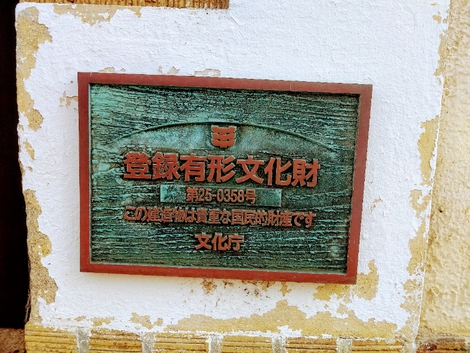 登録有形文化財
第25-0358号
この建造物は貴重な国民的財産です
文化庁